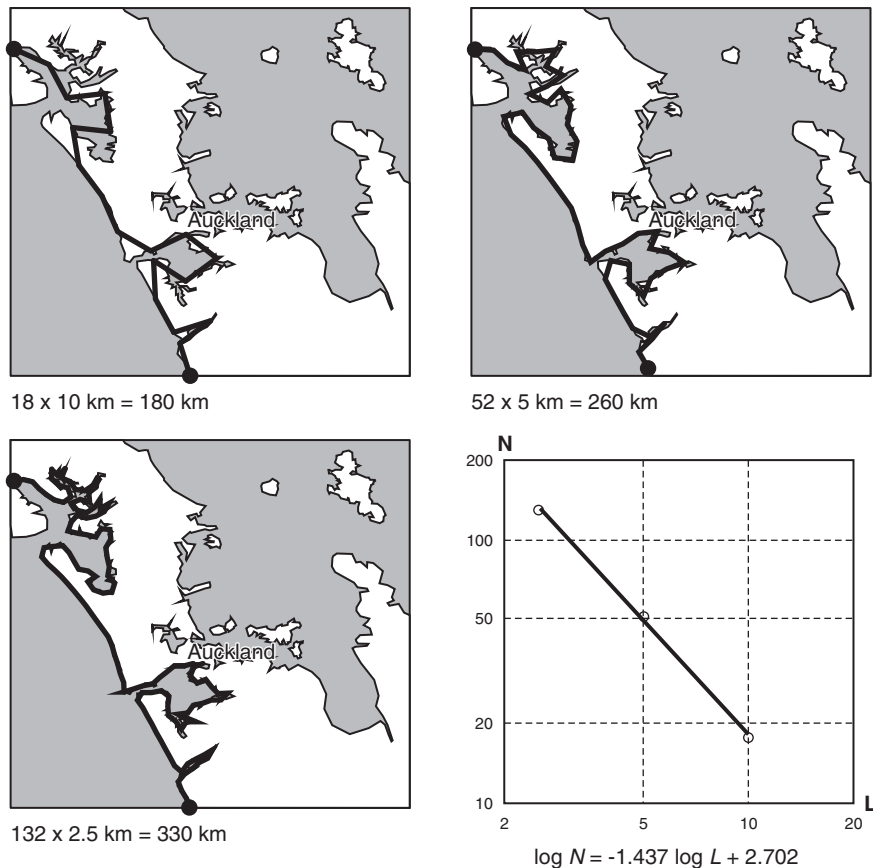 Auckland
18 x 10 km = 180 km
Auckland
52 x 5 km = 260 km
Auckland
132 x 2.5 km = 330 km
N
200
100
50
20
10
2
5
10
20
L
log N = -1.437 log L + 2.702